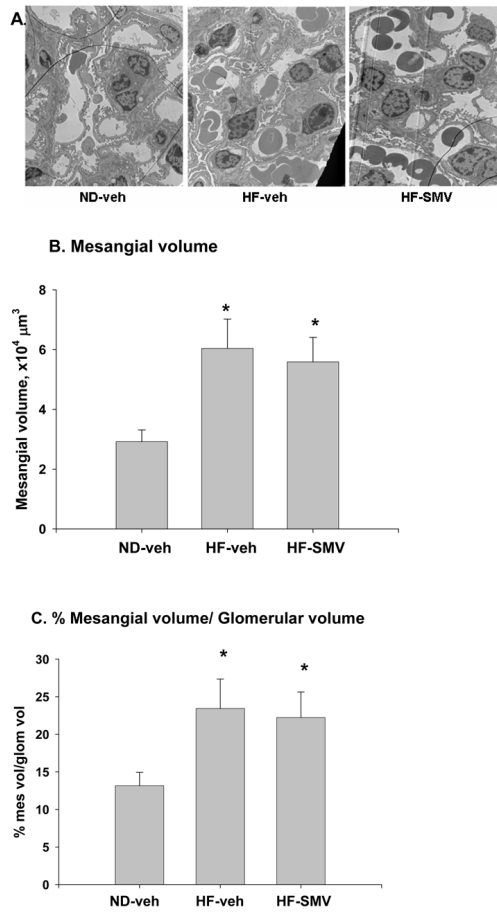 A.
ND-veh HF-veh HF-SMV
B. Mesangial volume
Mesangial volume, x10⁴ μm³
8
6
4
2
0
*
*
ND-veh HF-veh HF-SMV
C. % Mesangial volume/ Glomerular volume
% mes vol/glom vol
30
25
20
15
10
5
0
*
*
ND-veh HF-veh HF-SMV